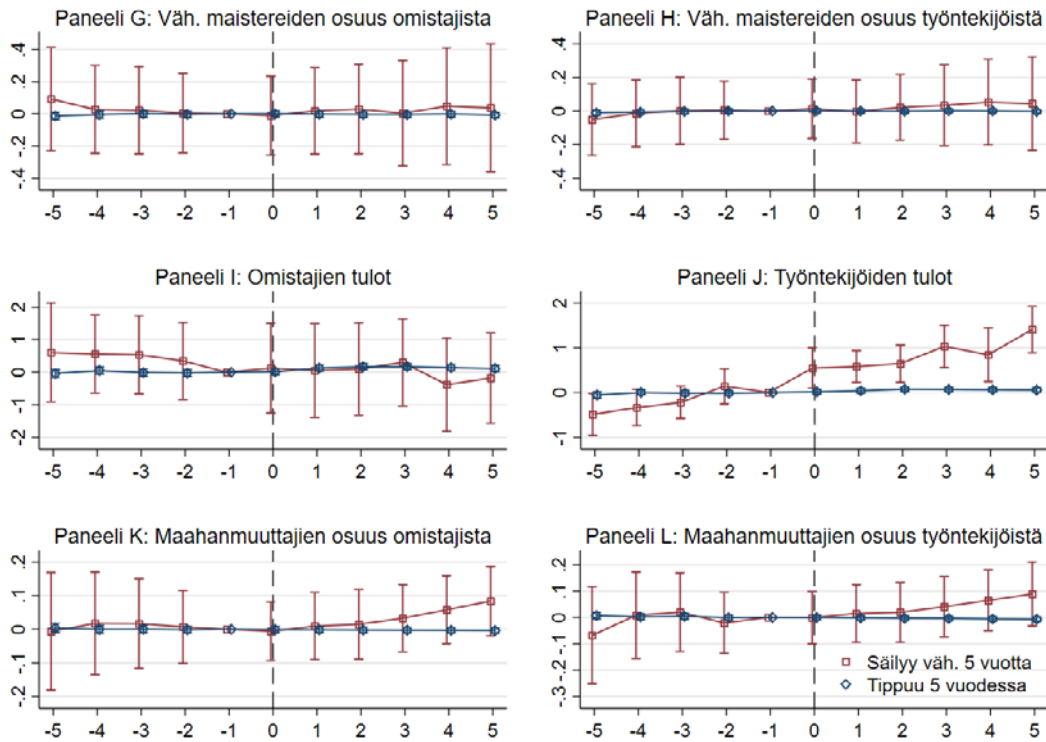 Paneeli G: Väh. maistereiden osuus omistajista
.4
.2
0
-.2
-.4
-5 -4 -3 -2 -1 0 1 2 3 4 5
Paneeli H: Väh. maistereiden osuus työntekijöistä
.4
.2
0
-.2
-.4
-5 -4 -3 -2 -1 0 1 2 3 4 5
Paneeli I: Omistajien tulot
2
1
0
-1
-2
-5 -4 -3 -2 -1 0 1 2 3 4 5
Paneeli J: Työntekijöiden tulot
2
1
0
-1
-5 -4 -3 -2 -1 0 1 2 3 4 5
Paneeli K: Maahanmuuttajien osuus omistajista
.2
.1
0
-.1
-.2
-5 -4 -3 -2 -1 0 1 2 3 4 5
Paneeli L: Maahanmuuttajien osuus työntekijöistä
.2
.1
0
-.1
-.2
-.3
Säilyy väh. 5 vuotta
Tippuu 5 vuodessa
-5 -4 -3 -2 -1 0 1 2 3 4 5